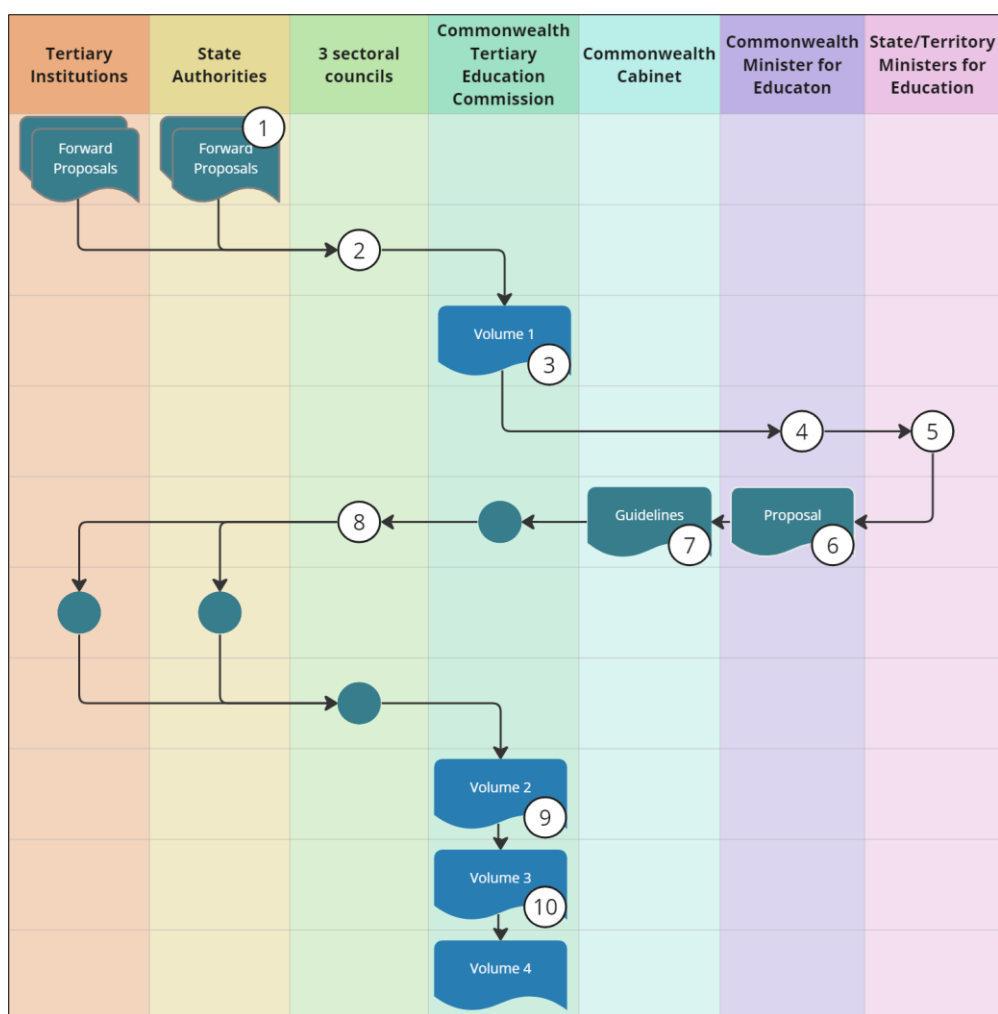 Tertiary
Institutions
State
Authorities
3 sectoral
councils
Commonwealth
Tertiary
Education
Commission
Commonwealth
Cabinet
Commonwealth
Minister for
Educaton
State/Territory
Ministers for
Education
Forward
Proposals
1
Forward
Proposals
2
Volume 1
3
4
5
8
Guidelines
7
Proposal
6
Volume 2
9
Volume 3
10
Volume 4